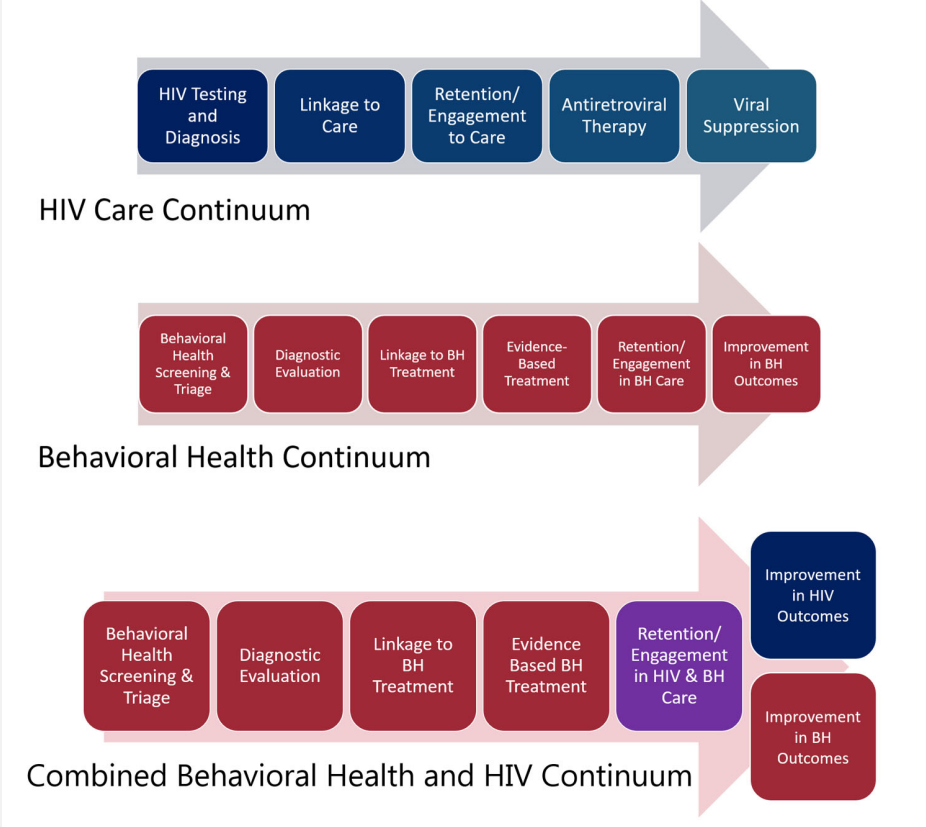 HIV Testing
and
Diagnosis
Linkage to
Care
Retention/
Engagement
to Care
Antiretroviral
Therapy
Viral
Suppression
HIV Care Continuum
Behavioral
Health
Screening &
Triage
Diagnostic
Evaluation
Linkage to BH
Treatment
Evidence-
Based
Treatment
Retention/
Engagement
in BH Care
Improvement
in BH
Outcomes
Behavioral Health Continuum
Behavioral
Health
Screening &
Triage
Diagnostic
Evaluation
Linkage to
BH
Treatment
Evidence
Based BH
Treatment
Retention/
Engagement
in HIV & BH
Care
Improvement
in HIV
Outcomes
Improvement
in BH
Outcomes
Combined Behavioral Health and HIV Continuum